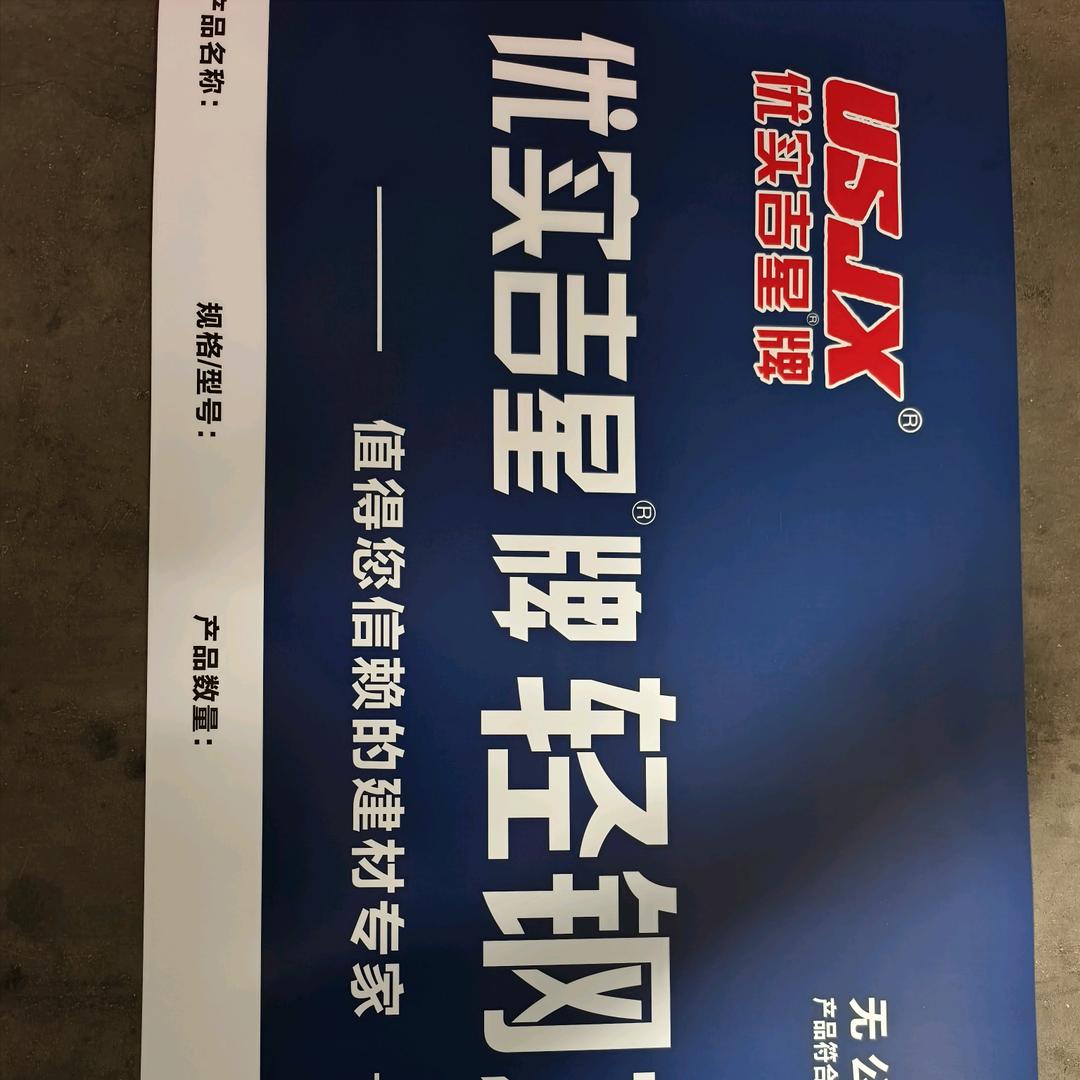 USJX®
优实吉星®牌
无公
产品符合
优实吉星®牌 轻钢
值得您信赖的建材专家
产品名称： 规格/型号： 产品数量：